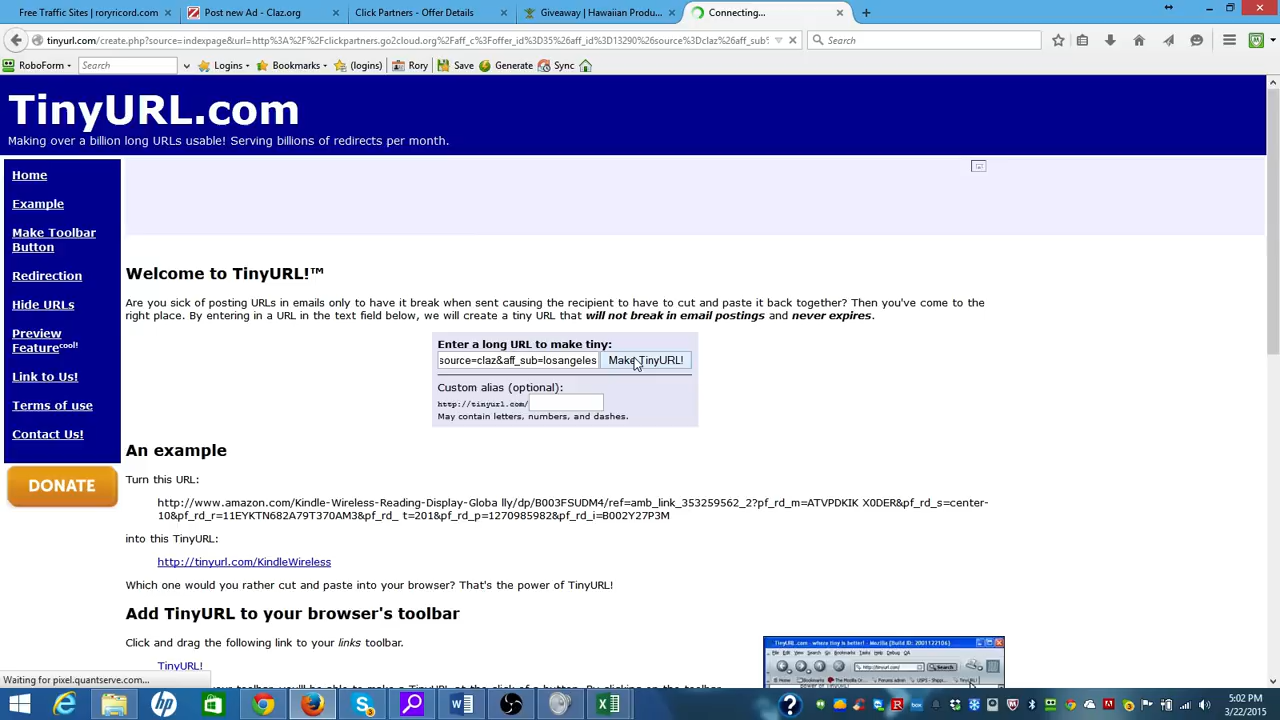 Posting to Claz.org
roryricord.com
Commission Partners
Giveaway | Hawaiian Produ...
Connecting...
tinyurl.com/create.php?source=indexpage&url=http%3A%2F%2Fclickpartners.go2cloud.org%2Faff_c%3Foffer_id%3D35%26aff_id%3D13290%26source%3Dclaz%26aff_sub%
Search
RoboForm
Search
Logins
Bookmarks
(logins)
Rory
Save
Generate
Sync
TinyURL.com
Making over a billion long URLs usable! Serving billions of redirects per month.
Home
Example
Make Toolbar
Button
Redirection
Hide URLs
Preview
Feature cool!
Link to Us!
Terms of use
Contact Us!
DONATE
Welcome to TinyURL!™
Are you sick of posting URLs in emails only to have it break when sent causing the recipient to have to cut and paste it back together? Then you've come to the
right place. By entering in a URL in the text field below, we will create a tiny URL that will not break in email postings and never expires.
Enter a long URL to make tiny:
source=claz&aff_sub=losangeles
Make TinyURL!
Custom alias (optional):
http://tinyurl.com/
May contain letters, numbers, and dashes.
An example
Turn this URL:
http://www.amazon.com/Kindle-Wireless-Reading-Display-Globa lly/dp/B003FSUDM4/ref=amb_link_353259562_2?pf_rd_m=ATVPDKIK X0DER&pf_rd_s=center-
10&pf_rd_r=11EYKTN682A79T370AM3&pf_rd_ t=201&pf_rd_p=1270985982&pf_rd_i=B002Y27P3M
into this TinyURL:
http://tinyurl.com/KindleWireless
Which one would you rather cut and paste into your browser? That's the power of TinyURL!
Add TinyURL to your browser's toolbar
Click and drag the following link to your links toolbar.
TinyURL!
Waiting for pixel.quantserve.com...
5:02 PM
3/22/2015